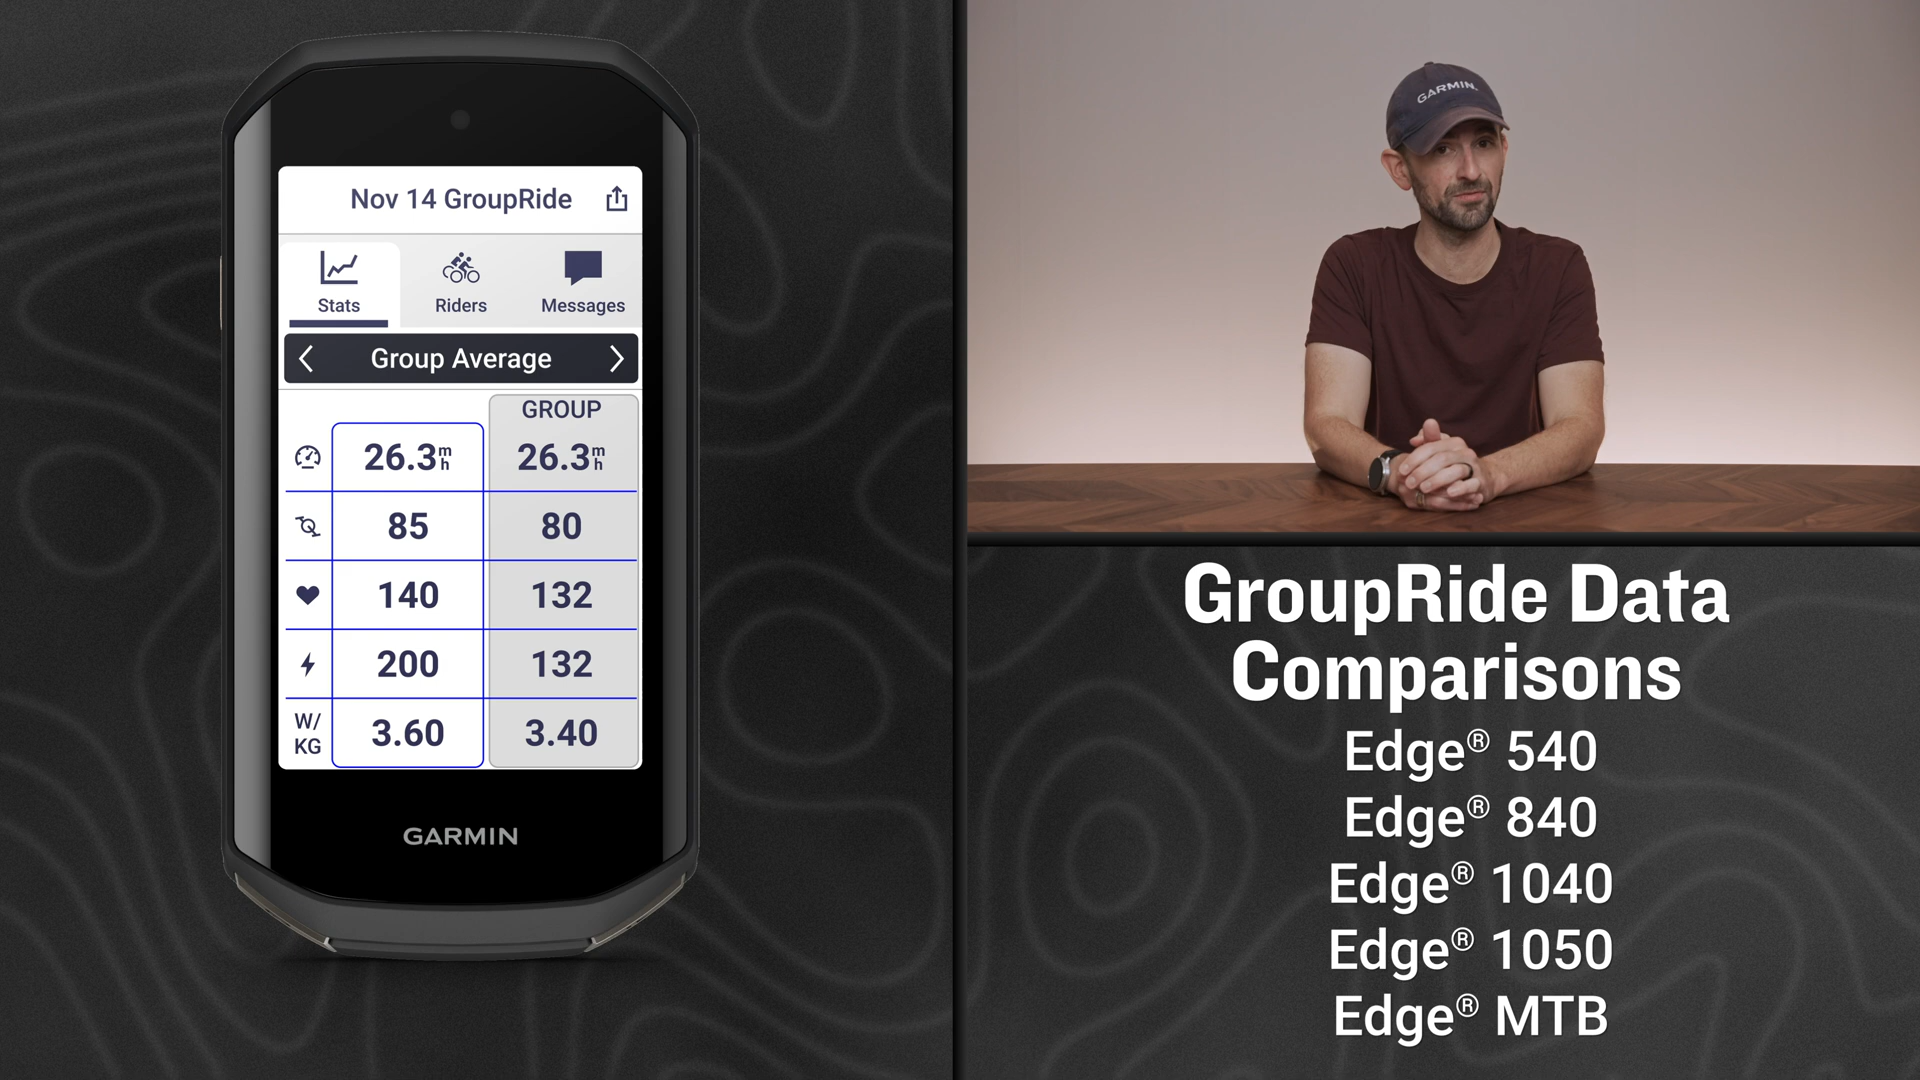 Nov 14 GroupRide
Stats Riders Messages
Group Average
GROUP
26.3 m/h 26.3 m/h
85 80
140 132
200 132
W/KG 3.60 3.40
GARMIN
GARMIN
GroupRide Data
Comparisons
Edge® 540
Edge® 840
Edge® 1040
Edge® 1050
Edge® MTB